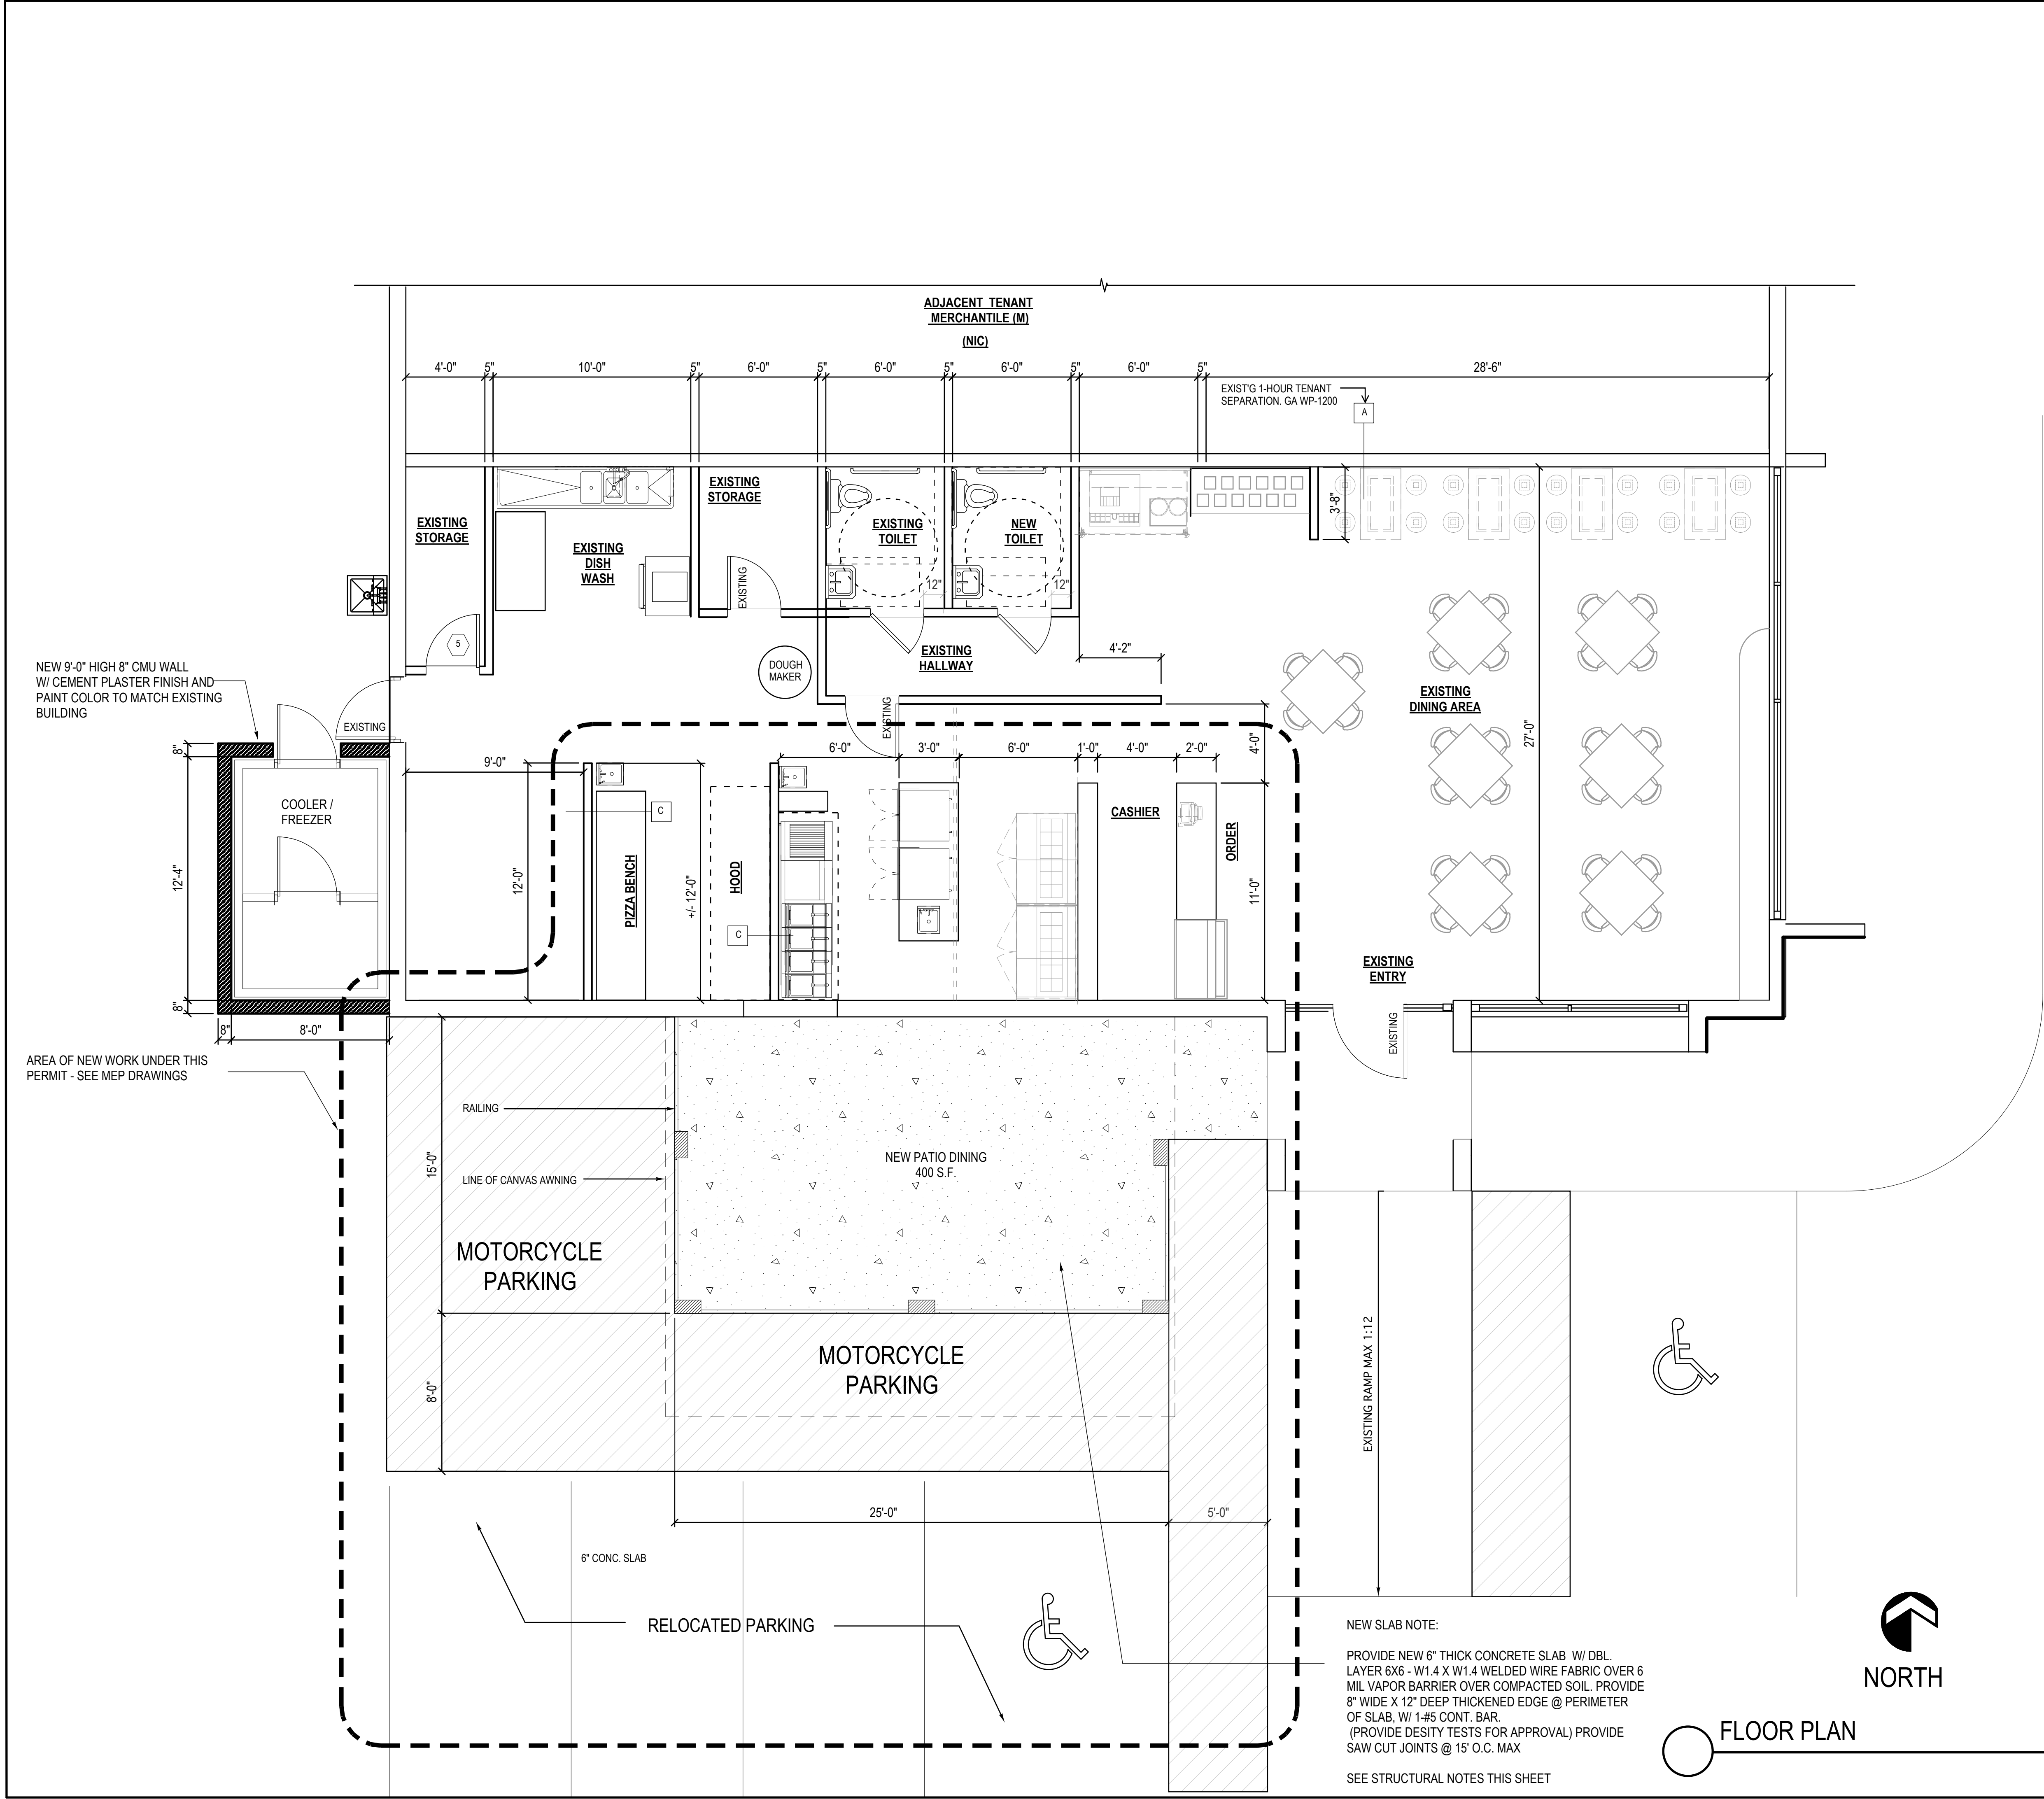 ADJACENT TENANT
MERCHANTILE (M)
(NIC)
4'-0"
5"
10'-0"
5"
6'-0"
5"
6'-0"
5"
6'-0"
5"
6'-0"
5"
28'-6"
EXIST'G 1-HOUR TENANT
SEPARATION. GA WP-1200
A
EXISTING
STORAGE
EXISTING
DISH
WASH
EXISTING
STORAGE
EXISTING
EXISTING
TOILET
12"
NEW
TOILET
12"
3'-8"
5
DOUGH
MAKER
EXISTING
HALLWAY
4'-2"
EXISTING
EXISTING
DINING AREA
27'-0"
NEW 9'-0" HIGH 8" CMU WALL
W/ CEMENT PLASTER FINISH AND
PAINT COLOR TO MATCH EXISTING
BUILDING
EXISTING
8"
12'-4"
8"
8"
8'-0"
COOLER /
FREEZER
9'-0"
12'-0"
PIZZA BENCH
C
+/- 12'-0"
HOOD
C
6'-0"
3'-0"
6'-0"
1'-0"
4'-0"
2'-0"
4'-0"
CASHIER
ORDER
11'-0"
EXISTING
ENTRY
EXISTING
AREA OF NEW WORK UNDER THIS
PERMIT - SEE MEP DRAWINGS
RAILING
LINE OF CANVAS AWNING
15'-0"
NEW PATIO DINING
400 S.F.
MOTORCYCLE
PARKING
MOTORCYCLE
PARKING
8'-0"
EXISTING RAMP MAX 1:12
25'-0"
5'-0"
6" CONC. SLAB
RELOCATED PARKING
NEW SLAB NOTE:
PROVIDE NEW 6" THICK CONCRETE SLAB W/ DBL.
LAYER 6X6 - W1.4 X W1.4 WELDED WIRE FABRIC OVER 6
MIL VAPOR BARRIER OVER COMPACTED SOIL. PROVIDE
8" WIDE X 12" DEEP THICKENED EDGE @ PERIMETER
OF SLAB, W/ 1-#5 CONT. BAR.
(PROVIDE DESITY TESTS FOR APPROVAL) PROVIDE
SAW CUT JOINTS @ 15' O.C. MAX
SEE STRUCTURAL NOTES THIS SHEET
NORTH
FLOOR PLAN